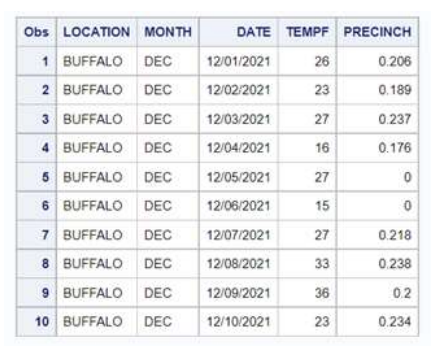 Obs LOCATION MONTH DATE TEMPF PRECINCH
1 BUFFALO DEC 12/01/2021 26 0.206
2 BUFFALO DEC 12/02/2021 23 0.189
3 BUFFALO DEC 12/03/2021 27 0.237
4 BUFFALO DEC 12/04/2021 16 0.176
5 BUFFALO DEC 12/05/2021 27 0
6 BUFFALO DEC 12/06/2021 15 0
7 BUFFALO DEC 12/07/2021 27 0.218
8 BUFFALO DEC 12/08/2021 33 0.238
9 BUFFALO DEC 12/09/2021 36 0.2
10 BUFFALO DEC 12/10/2021 23 0.234